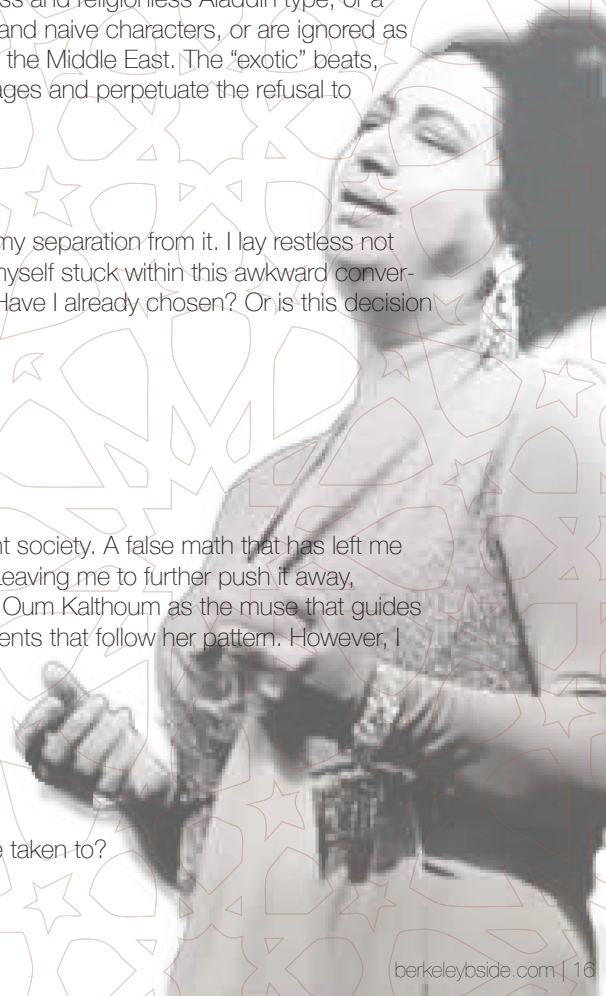 ss and religionless Aladdin type, or a
and naive characters, or are ignored as
the Middle East. The “exotic” beats,
ages and perpetuate the refusal to
my separation from it. I lay restless not
myself stuck within this awkward conver-
Have I already chosen? Or is this decision
nt society. A false math that has left me
Leaving me to further push it away,
Oum Kalthoum as the muse that guides
ents that follow her pattern. However, I
e taken to?
berkeleybside.com | 16